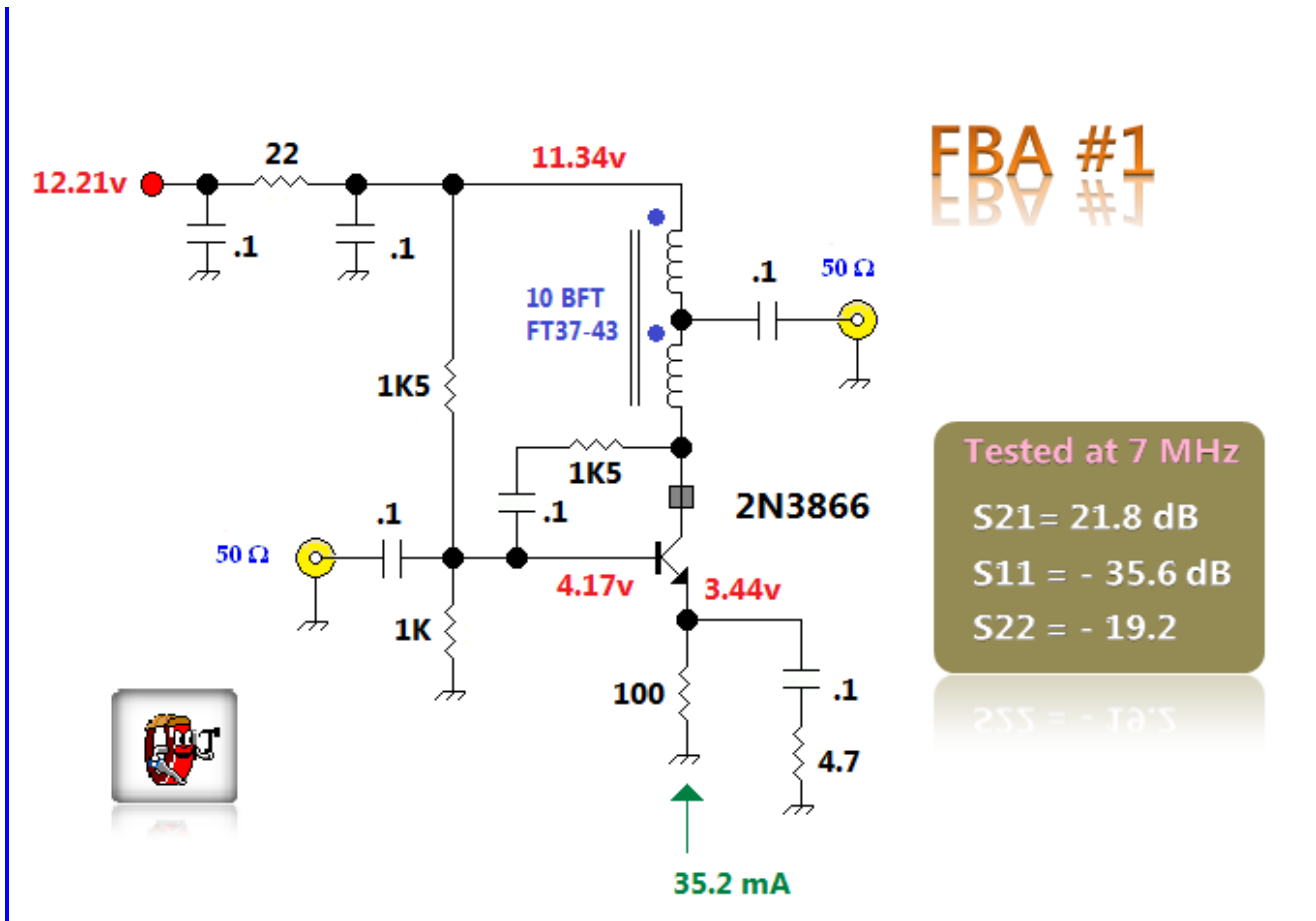 FBA #1
22
11.34v
12.21v
.1
.1
.1
50 Ω
10 BFT
FT37-43
1K5
1K5
Tested at 7 MHz
2N3866
S21= 21.8 dB
.1
.1
50 Ω
4.17v
3.44v
S11 = - 35.6 dB
1K
S22 = - 19.2
100
.1
4.7
35.2 mA